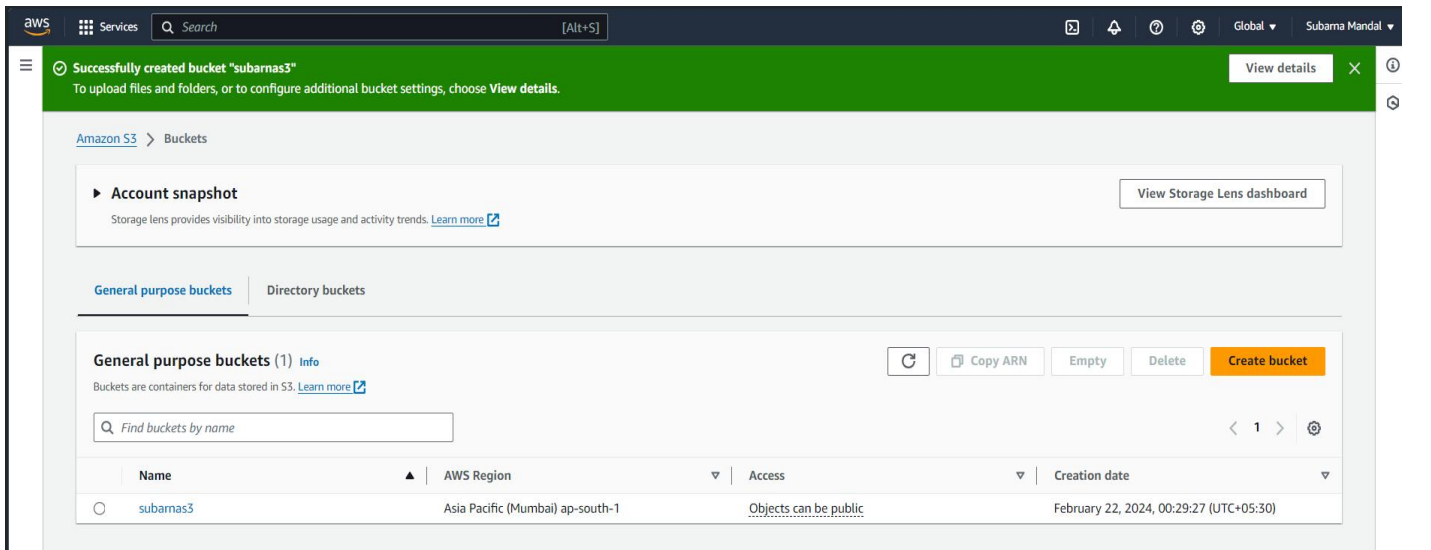 aws Services Search [Alt+S] Global Subarna Mandal
Successfully created bucket "subarnas3"
To upload files and folders, or to configure additional bucket settings, choose View details.
View details
Amazon S3 > Buckets
Account snapshot
Storage lens provides visibility into storage usage and activity trends. Learn more
View Storage Lens dashboard
General purpose buckets Directory buckets
General purpose buckets (1) Info
Buckets are containers for data stored in S3. Learn more
Copy ARN Empty Delete Create bucket
Find buckets by name
< 1 >
Name AWS Region Access Creation date
subarnas3 Asia Pacific (Mumbai) ap-south-1 Objects can be public February 22, 2024, 00:29:27 (UTC+05:30)